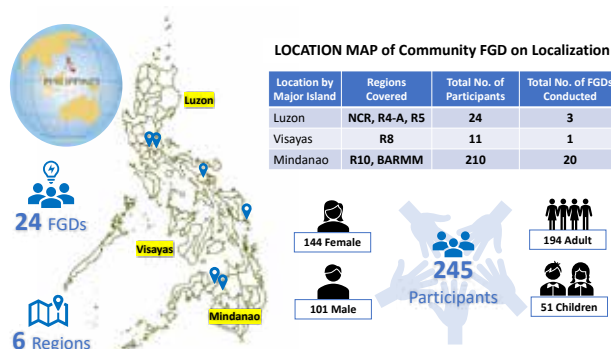 PHILIPPINES
LOCATION MAP of Community FGD on Localization
Location by Major Island | Regions Covered | Total No. of Participants | Total No. of FGDs Conducted
Luzon | NCR, R4-A, R5 | 24 | 3
Visayas | R8 | 11 | 1
Mindanao | R10, BARMM | 210 | 20
Luzon
24 FGDs
Visayas
Mindanao
6 Regions
144 Female
101 Male
245
Participants
194 Adult
51 Children